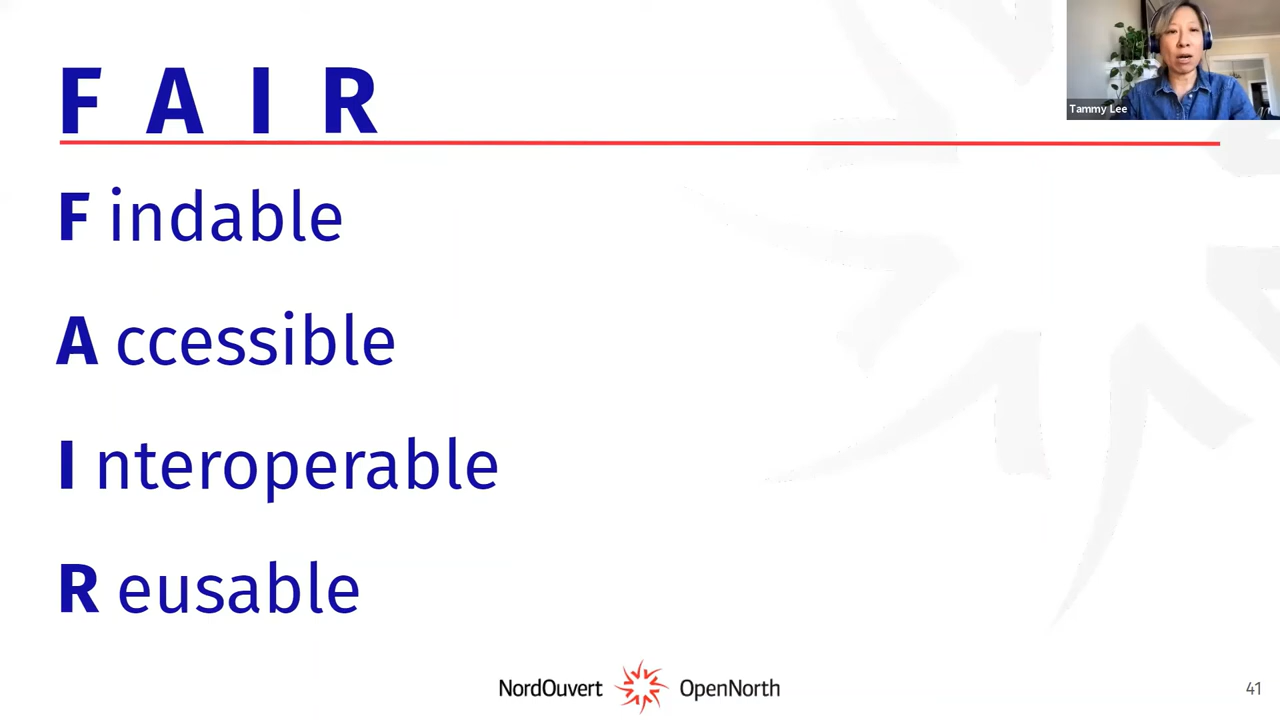 F A I R
Tammy Lee
F indable
A ccessible
I nteroperable
R eusable
NordOuvert OpenNorth
41